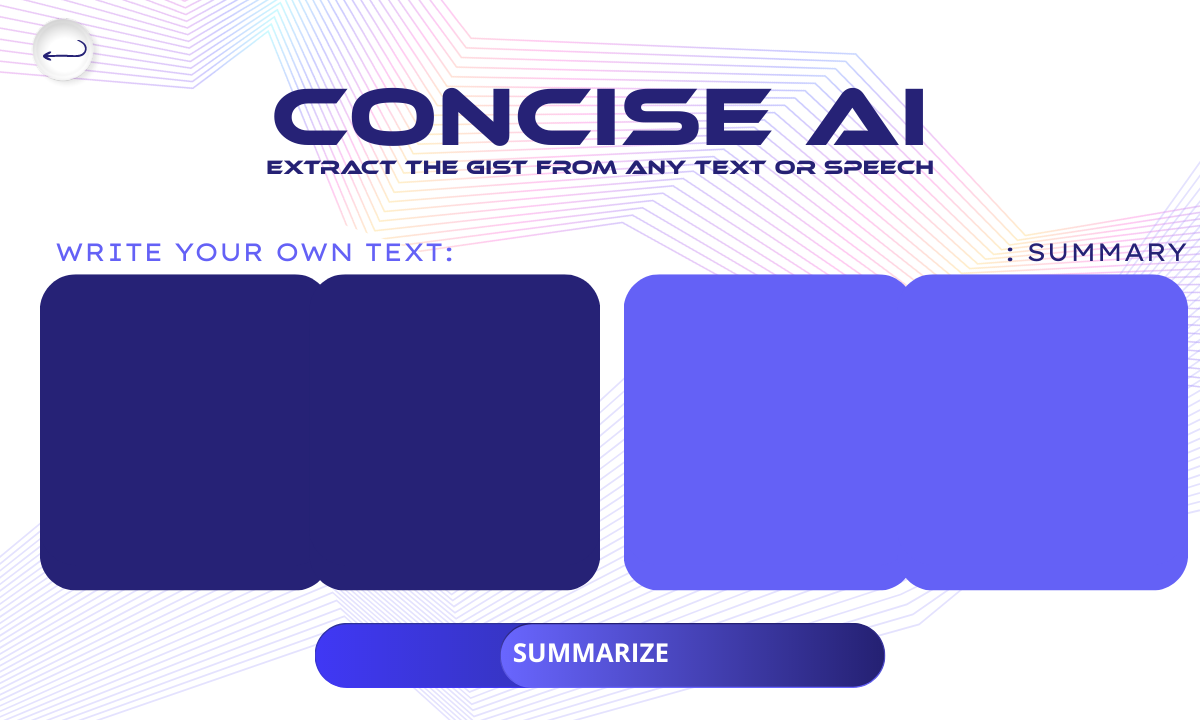 CONCISE AI
EXTRACT THE GIST FROM ANY TEXT OR SPEECH
WRITE YOUR OWN TEXT:
: SUMMARY
SUMMARIZE